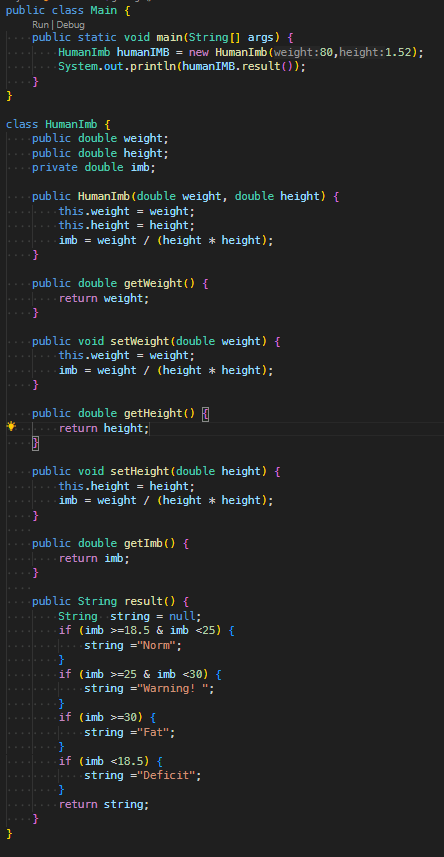 public class Main {
Run | Debug
public static void main(String[] args) {
HumanImb humanIMB = new HumanImb(weight:80,height:1.52);
System.out.println(humanIMB.result());
}
}
class HumanImb {
public double weight;
public double height;
private double imb;
public HumanImb(double weight, double height) {
this.weight = weight;
this.height = height;
imb = weight / (height * height);
}
public double getWeight() {
return weight;
}
public void setWeight(double weight) {
this.weight = weight;
imb = weight / (height * height);
}
public double getHeight() {
return height;
}
public void setHeight(double height) {
this.height = height;
imb = weight / (height * height);
}
public double getImb() {
return imb;
}
public String result() {
String  string = null;
if (imb >=18.5 & imb <25) {
string ="Norm";
}
if (imb >=25 & imb <30) {
string ="Warning! ";
}
if (imb >=30) {
string ="Fat";
}
if (imb <18.5) {
string ="Deficit";
}
return string;
}
}